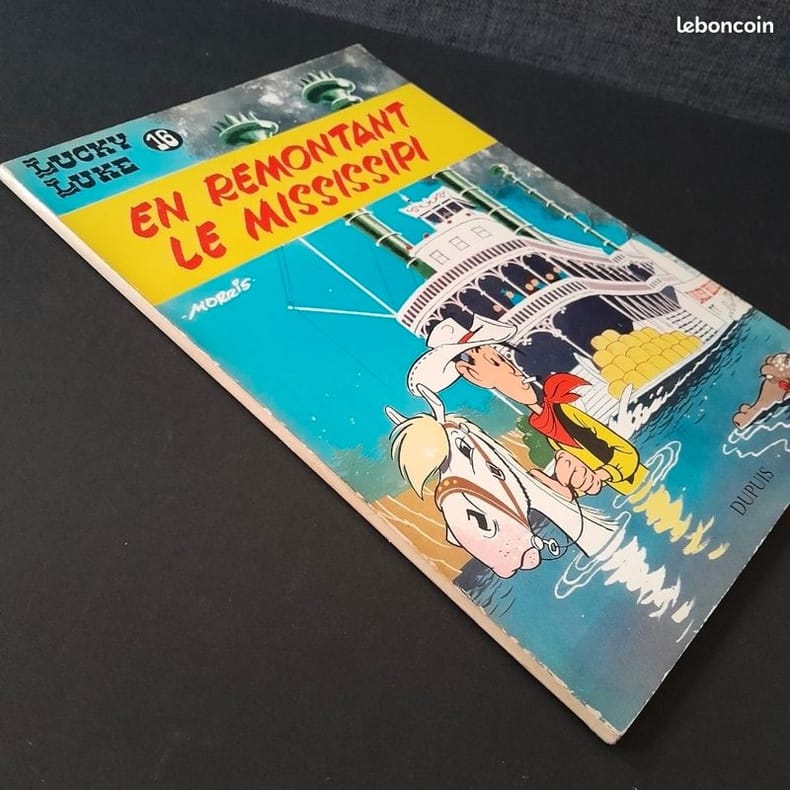 leboncoin
LUCKY
LUKE
16
EN REMONTANT
LE MISSISSIPI
MORRIS
DUPUIS